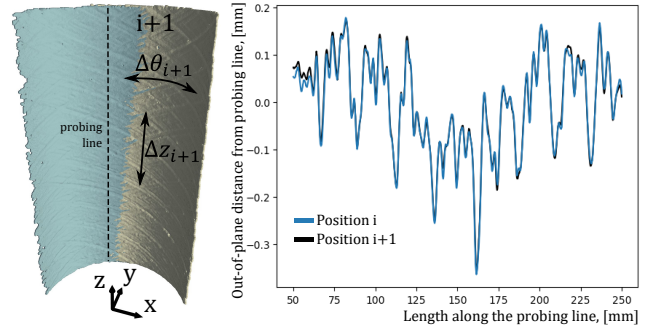 i+1
Δθi+1
probing
line
Δzi+1
z
y
x
Out-of-plane distance from probing line, [mm]
0.2
0.1
0.0
−0.1
−0.2
−0.3
Position i
Position i+1
50 75 100 125 150 175 200 225 250
Length along the probing line, [mm]